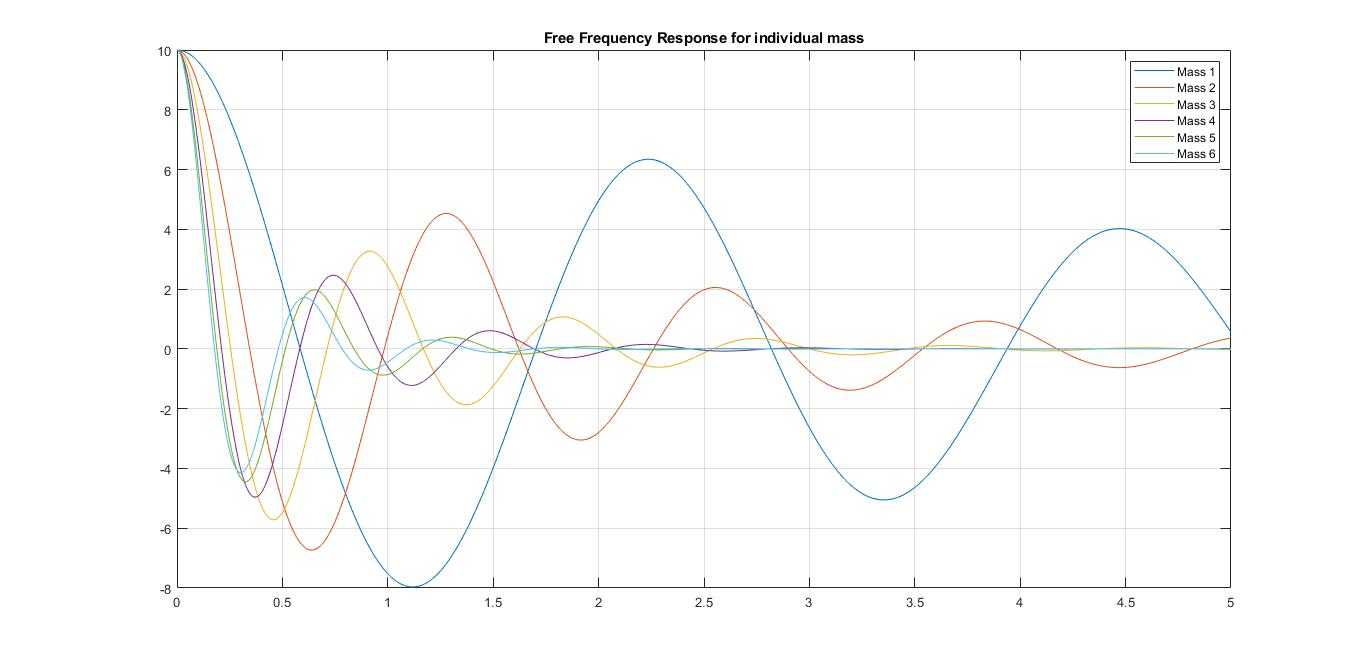 Free Frequency Response for individual mass
10
8
6
4
2
0
-2
-4
-6
-8
0 0.5 1 1.5 2 2.5 3 3.5 4 4.5 5
Mass 1
Mass 2
Mass 3
Mass 4
Mass 5
Mass 6